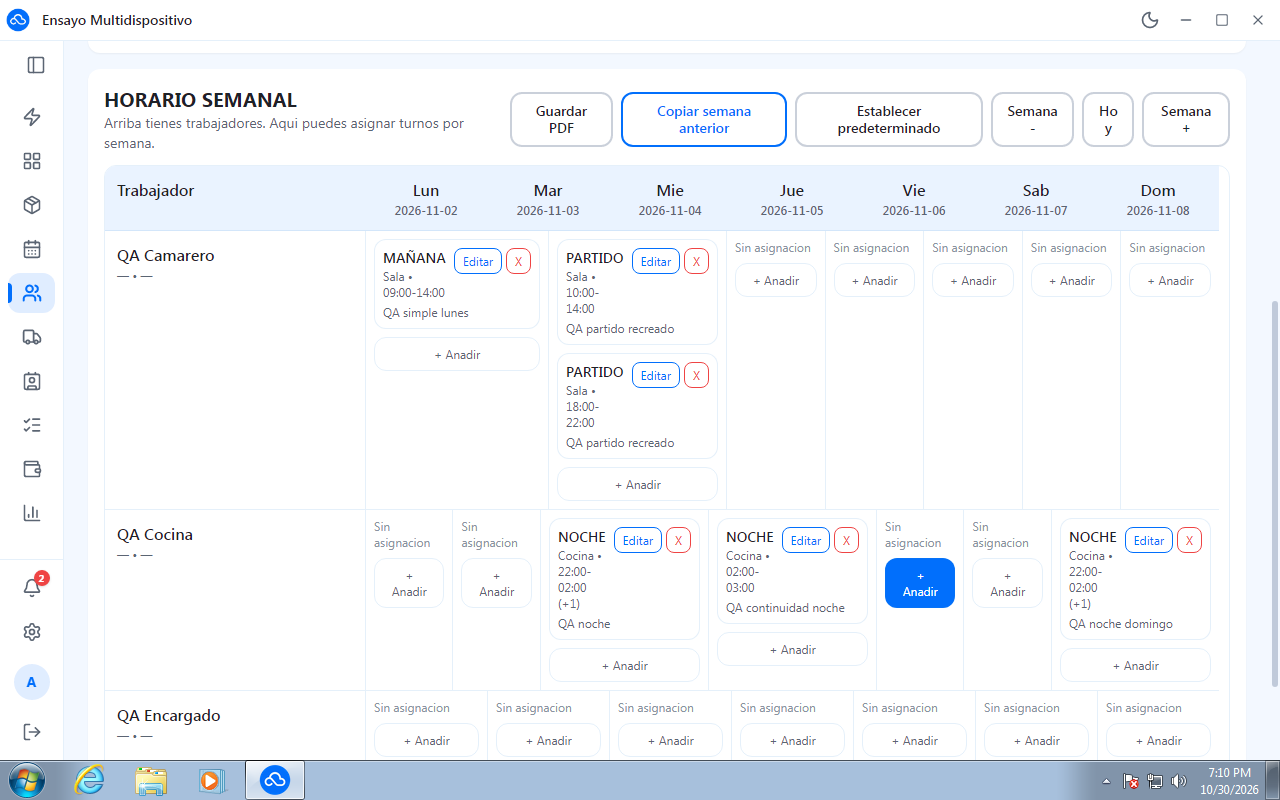 Ensayo Multidispositivo
HORARIO SEMANAL
Arriba tienes trabajadores. Aqui puedes asignar turnos por
semana.
Guardar
PDF
Copiar semana
anterior
Establecer
predeterminado
Semana
-
Ho
y
Semana
+
Trabajador
Lun
2026-11-02
Mar
2026-11-03
Mie
2026-11-04
Jue
2026-11-05
Vie
2026-11-06
Sab
2026-11-07
Dom
2026-11-08
QA Camarero
— • —
MAÑANA
Editar
X
Sala •
09:00-14:00
QA simple lunes
+ Anadir
PARTIDO
Editar
X
Sala •
10:00-
14:00
QA partido recreado
PARTIDO
Editar
X
Sala •
18:00-
22:00
QA partido recreado
+ Anadir
Sin asignacion
+ Anadir
Sin asignacion
+ Anadir
Sin asignacion
+ Anadir
Sin asignacion
+ Anadir
Sin asignacion
+ Anadir
QA Cocina
— • —
Sin
asignacion
+
Anadir
Sin
asignacion
+
Anadir
NOCHE
Editar
X
Cocina •
22:00-
02:00
(+1)
QA noche
+ Anadir
NOCHE
Editar
X
Cocina •
02:00-
03:00
QA continuidad noche
+ Anadir
Sin
asignacion
+
Anadir
Sin
asignacion
+
Anadir
NOCHE
Editar
X
Cocina •
22:00-
02:00
(+1)
QA noche domingo
+ Anadir
QA Encargado
— • —
Sin asignacion
+ Anadir
Sin asignacion
+ Anadir
Sin asignacion
+ Anadir
Sin asignacion
+ Anadir
Sin asignacion
+ Anadir
Sin asignacion
+ Anadir
Sin asignacion
+ Anadir
2
A
7:10 PM
10/30/2026